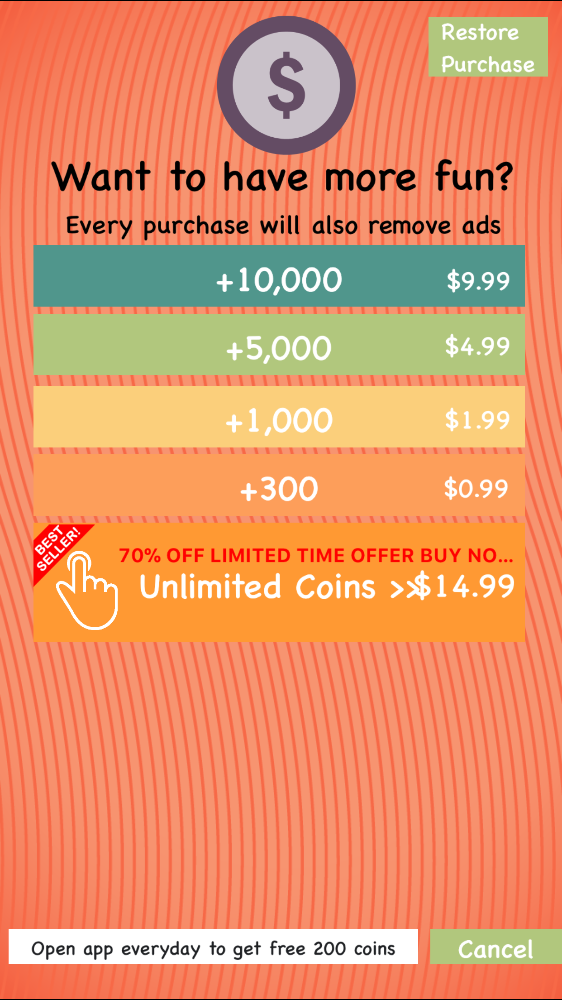 $
Restore
Purchase
Want to have more fun?
Every purchase will also remove ads
+10,000 $9.99
+5,000 $4.99
+1,000 $1.99
+300 $0.99
BEST
SELLER!
70% OFF LIMITED TIME OFFER BUY NO...
Unlimited Coins >>$14.99
Open app everyday to get free 200 coins
Cancel